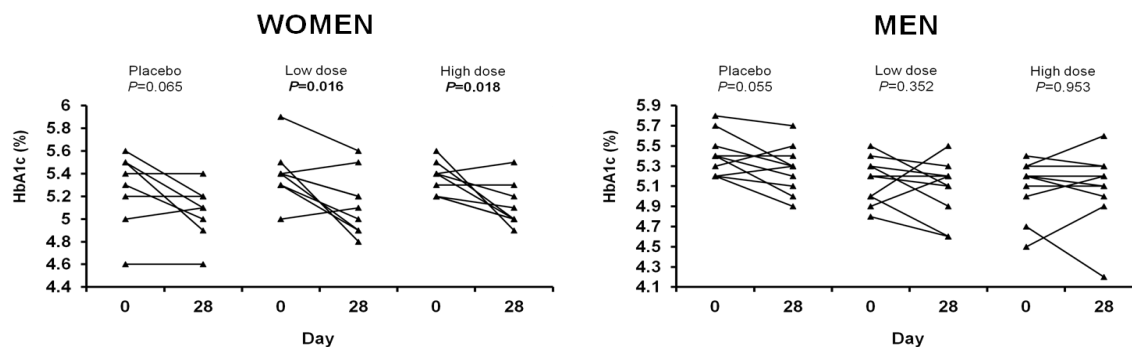 WOMEN
Placebo
P=0.065
Low dose
P=0.016
High dose
P=0.018
HbA1c (%)
6
5.8
5.6
5.4
5.2
5
4.8
4.6
4.4
0 28 0 28 0 28
Day
MEN
Placebo
P=0.055
Low dose
P=0.352
High dose
P=0.953
HbA1c (%)
5.9
5.7
5.5
5.3
5.1
4.9
4.7
4.5
4.3
4.1
0 28 0 28 0 28
Day